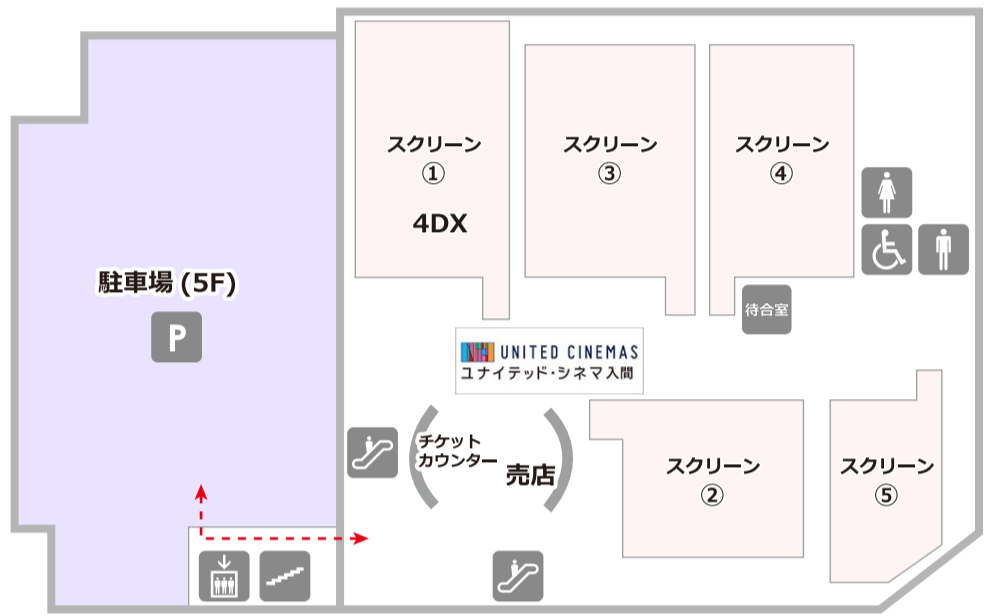 スクリーン
①
4DX
スクリーン
③
スクリーン
④
駐車場 (5F)
P
待合室
UNITED CINEMAS
ユナイテッド・シネマ入間
チケット
カウンター
売店
スクリーン
②
スクリーン
⑤